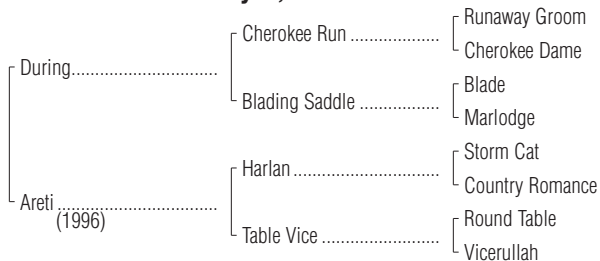 Runaway Groom
Cherokee Run ..................
Cherokee Dame
During.............................
Blade
Blading Saddle ................
Marlodge
Storm Cat
Harlan .............................
Country Romance
Areti ................................
(1996)
Round Table
Table Vice .......................
Vicerullah